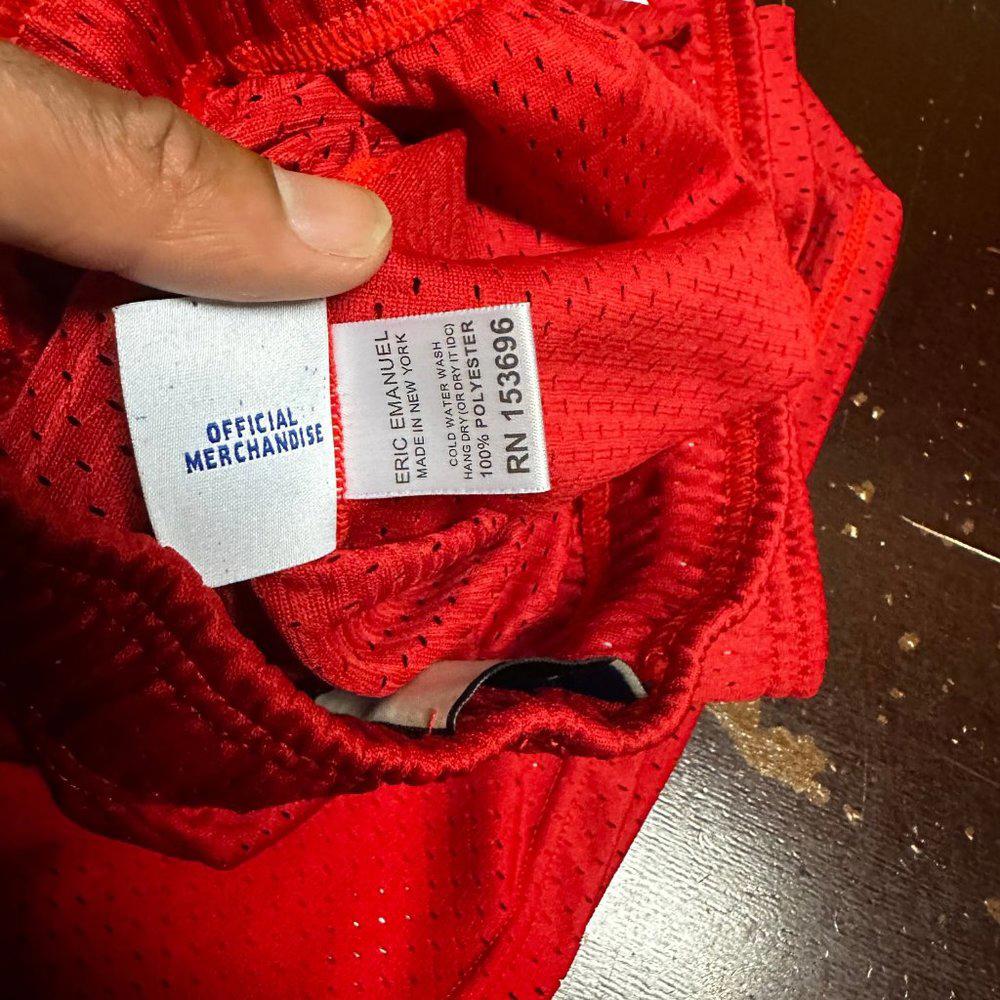 OFFICIAL
MERCHANDISE
ERIC EMANUEL
MADE IN NEW YORK
COLD WATER WASH
HANG DRY(OR DRY IT IDC)
100% POLYESTER
RN 153696